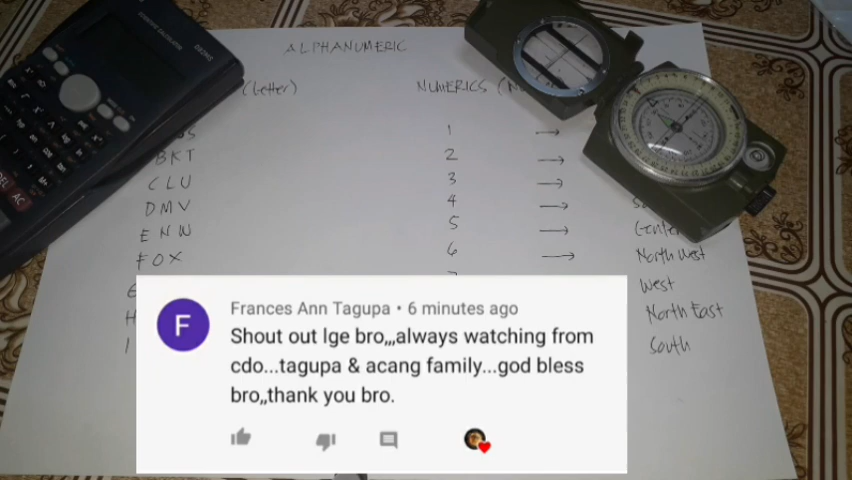 ALPHANUMERIC
(letter) NUMERICS
1 →
BKT 2 →
CLU 3 →
DMV 4 →
ENW 5 Center
FOX 6 → North West
West
H North East
I South
F Frances Ann Tagupa • 6 minutes ago
Shout out lge bro,,,always watching from
cdo...tagupa & acang family...god bless
bro,,thank you bro.